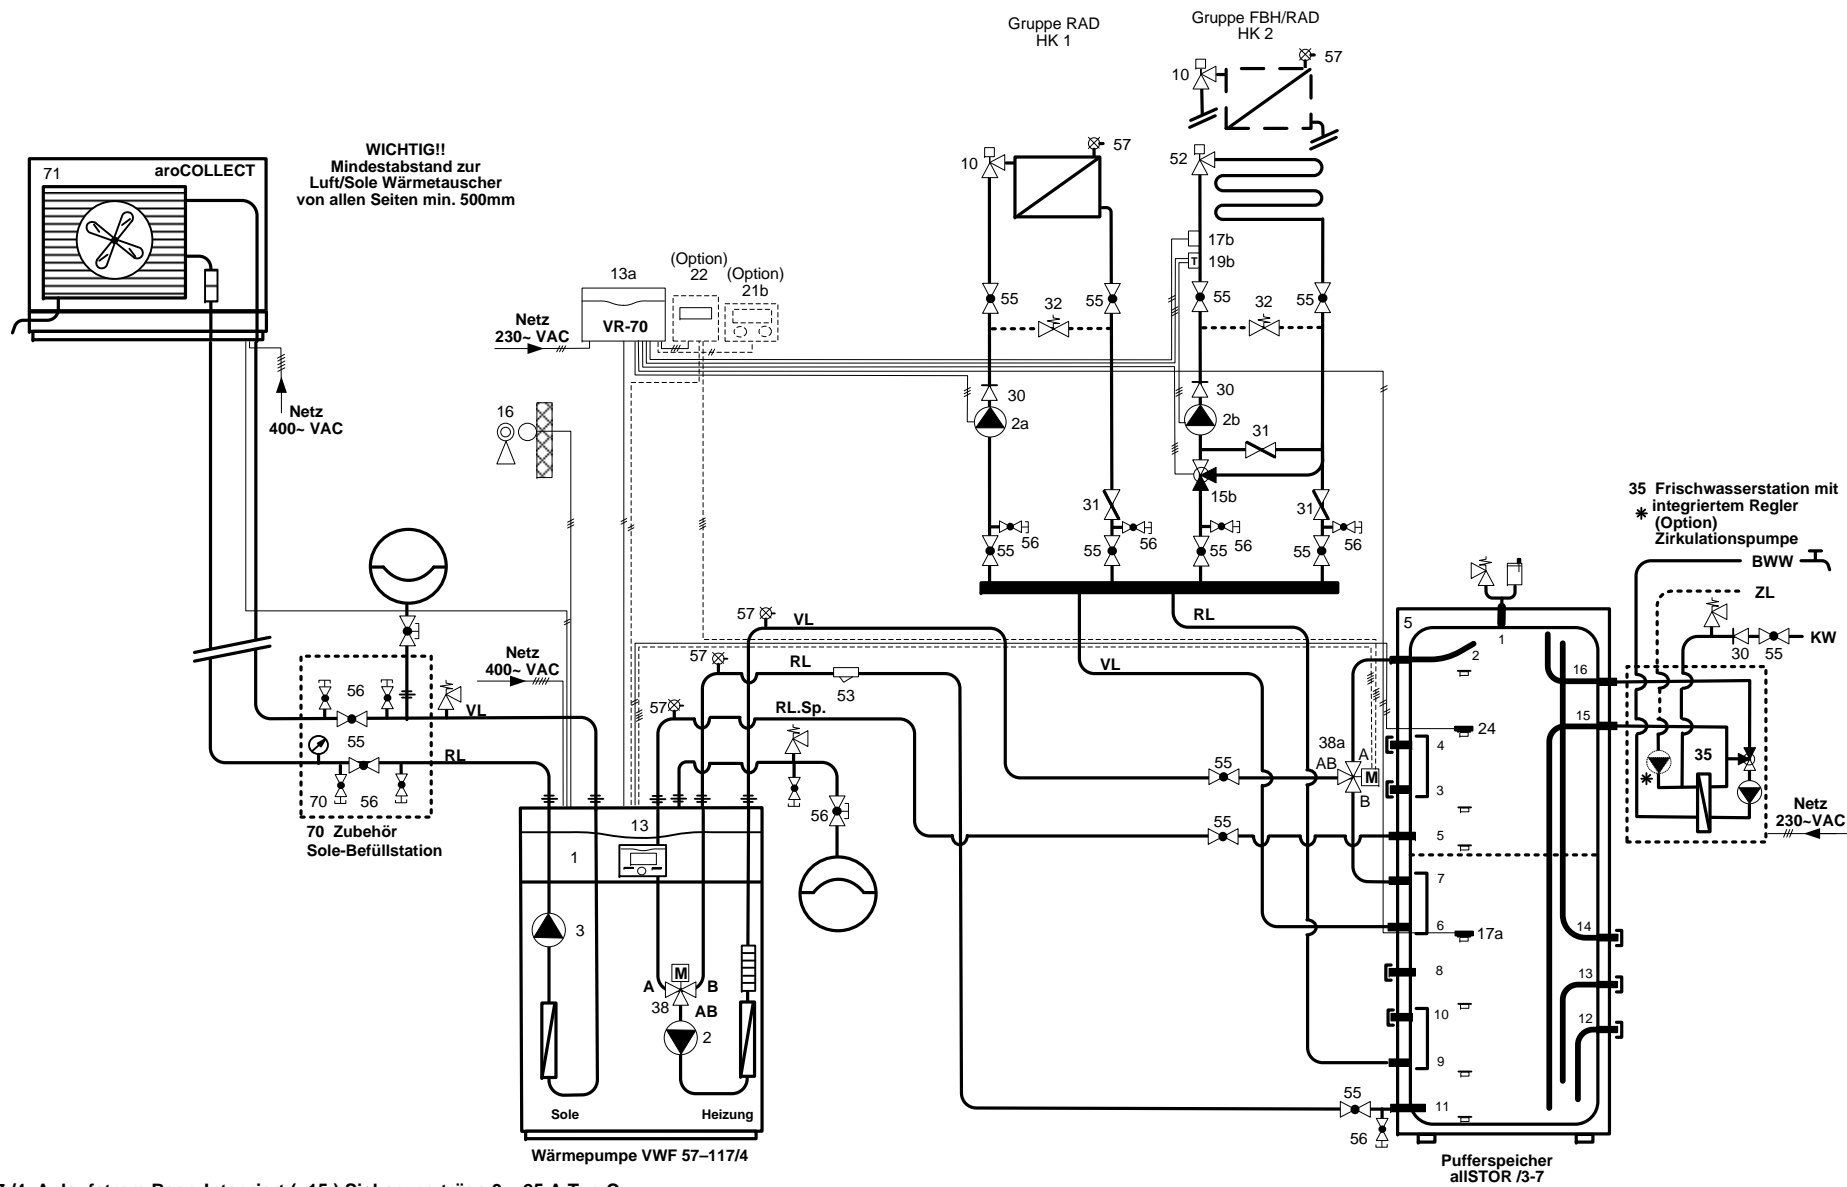 Gruppe RAD
HK 1
Gruppe FBH/RAD
HK 2
57
10
57
10
52
71
aroCOLLECT
WICHTIG!!
Mindestabstand zur
Luft/Sole Wärmetauscher
von allen Seiten min. 500mm
17b
T
19b
13a
(Option)
22
(Option)
21b
VR-70
Netz
230~ VAC
55
32
55
55
32
55
Netz
400~ VAC
16
30
2a
30
2b
31
15b
31
31
56
56
56
56
55
55
55
55
35 Frischwasserstation mit
integriertem Regler
(Option)
Zirkulationspumpe
BWW
ZL
KW
30
55
57
VL
57
RL
53
57
RL.Sp.
RL
VL
Netz
400~ VAC
56
55
VL
RL
70
56
70 Zubehör
Sole-Befüllstation
13
1
3
M
A
B
38
AB
2
Sole
Heizung
Wärmepumpe VWF 57–117/4
56
55
55
38a
A
AB
M
B
5
1
2
16
15
24
4
3
5
7
6
17a
14
8
13
10
12
9
55
11
56
35
Netz
230~VAC
Pufferspeicher
allSTOR /3-7